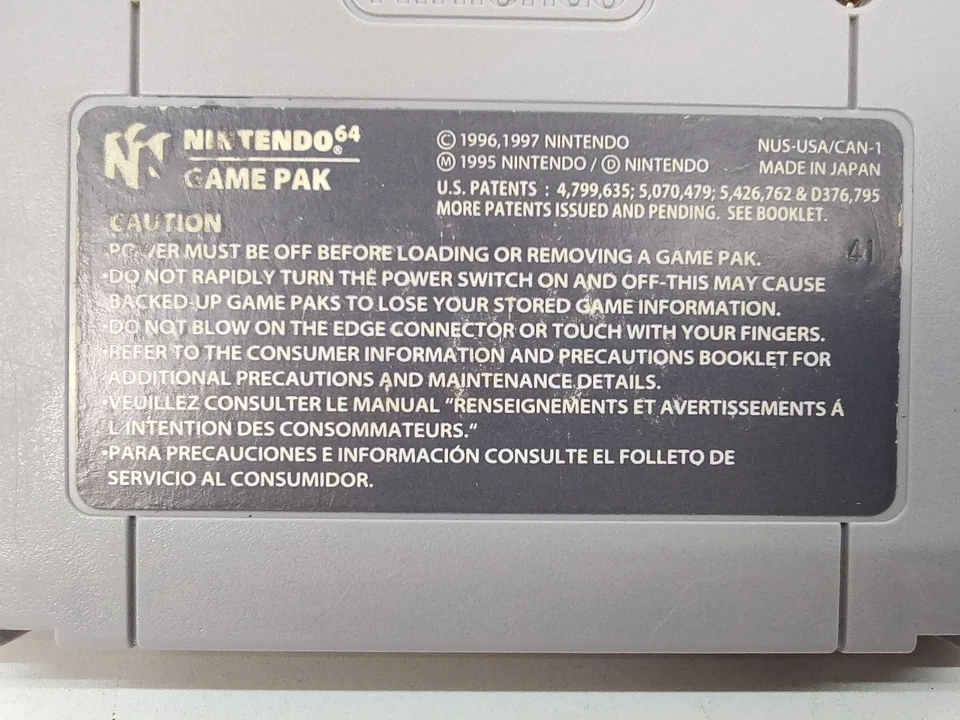 Nintendo
NINTENDO64®
GAME PAK
© 1996,1997 NINTENDO
Ⓜ 1995 NINTENDO / Ⓓ NINTENDO
NUS-USA/CAN-1
MADE IN JAPAN
U.S. PATENTS : 4,799,635; 5,070,479; 5,426,762 & D376,795
MORE PATENTS ISSUED AND PENDING. SEE BOOKLET.
CAUTION
·POWER MUST BE OFF BEFORE LOADING OR REMOVING A GAME PAK.
41
·DO NOT RAPIDLY TURN THE POWER SWITCH ON AND OFF-THIS MAY CAUSE
BACKED-UP GAME PAKS TO LOSE YOUR STORED GAME INFORMATION.
·DO NOT BLOW ON THE EDGE CONNECTOR OR TOUCH WITH YOUR FINGERS.
·REFER TO THE CONSUMER INFORMATION AND PRECAUTIONS BOOKLET FOR
ADDITIONAL PRECAUTIONS AND MAINTENANCE DETAILS.
·VEUILLEZ CONSULTER LE MANUAL "RENSEIGNEMENTS ET AVERTISSEMENTS Á
L'INTENTION DES CONSOMMATEURS."
·PARA PRECAUCIONES E INFORMACIÓN CONSULTE EL FOLLETO DE
SERVICIO AL CONSUMIDOR.